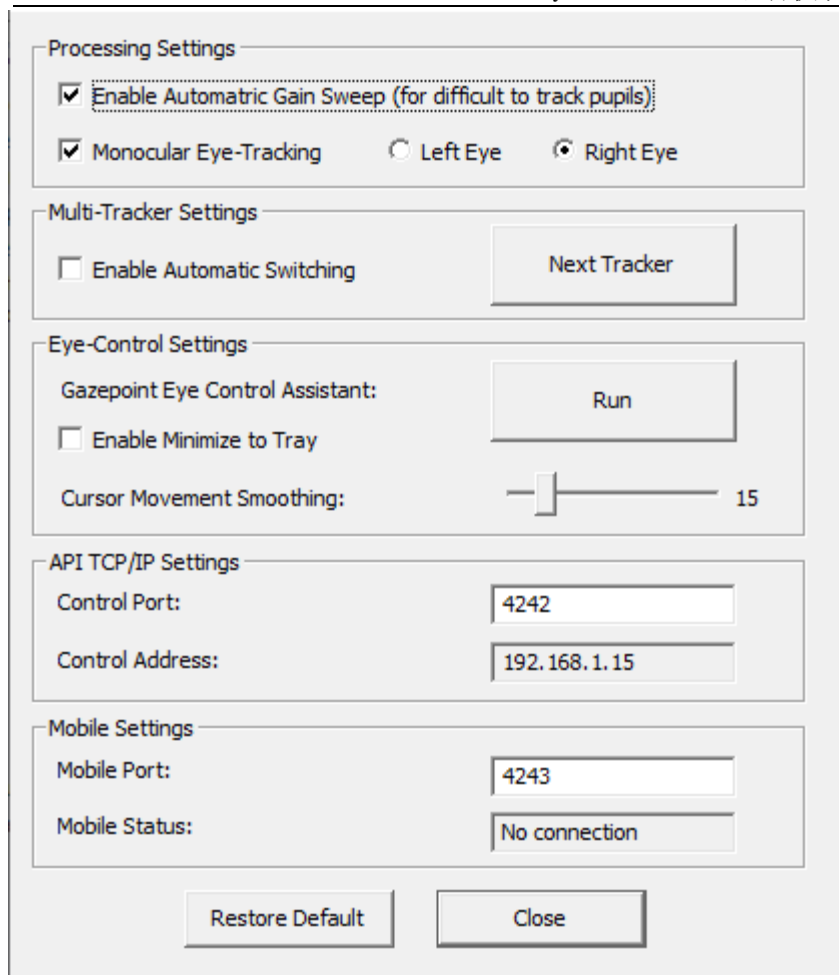 Processing Settings
Enable Automatric Gain Sweep (for difficult to track pupils)
Monocular Eye-Tracking Left Eye Right Eye
Multi-Tracker Settings
Enable Automatic Switching Next Tracker
Eye-Control Settings
Gazepoint Eye Control Assistant: Run
Enable Minimize to Tray
Cursor Movement Smoothing: 15
API TCP/IP Settings
Control Port: 4242
Control Address: 192.168.1.15
Mobile Settings
Mobile Port: 4243
Mobile Status: No connection
Restore Default Close